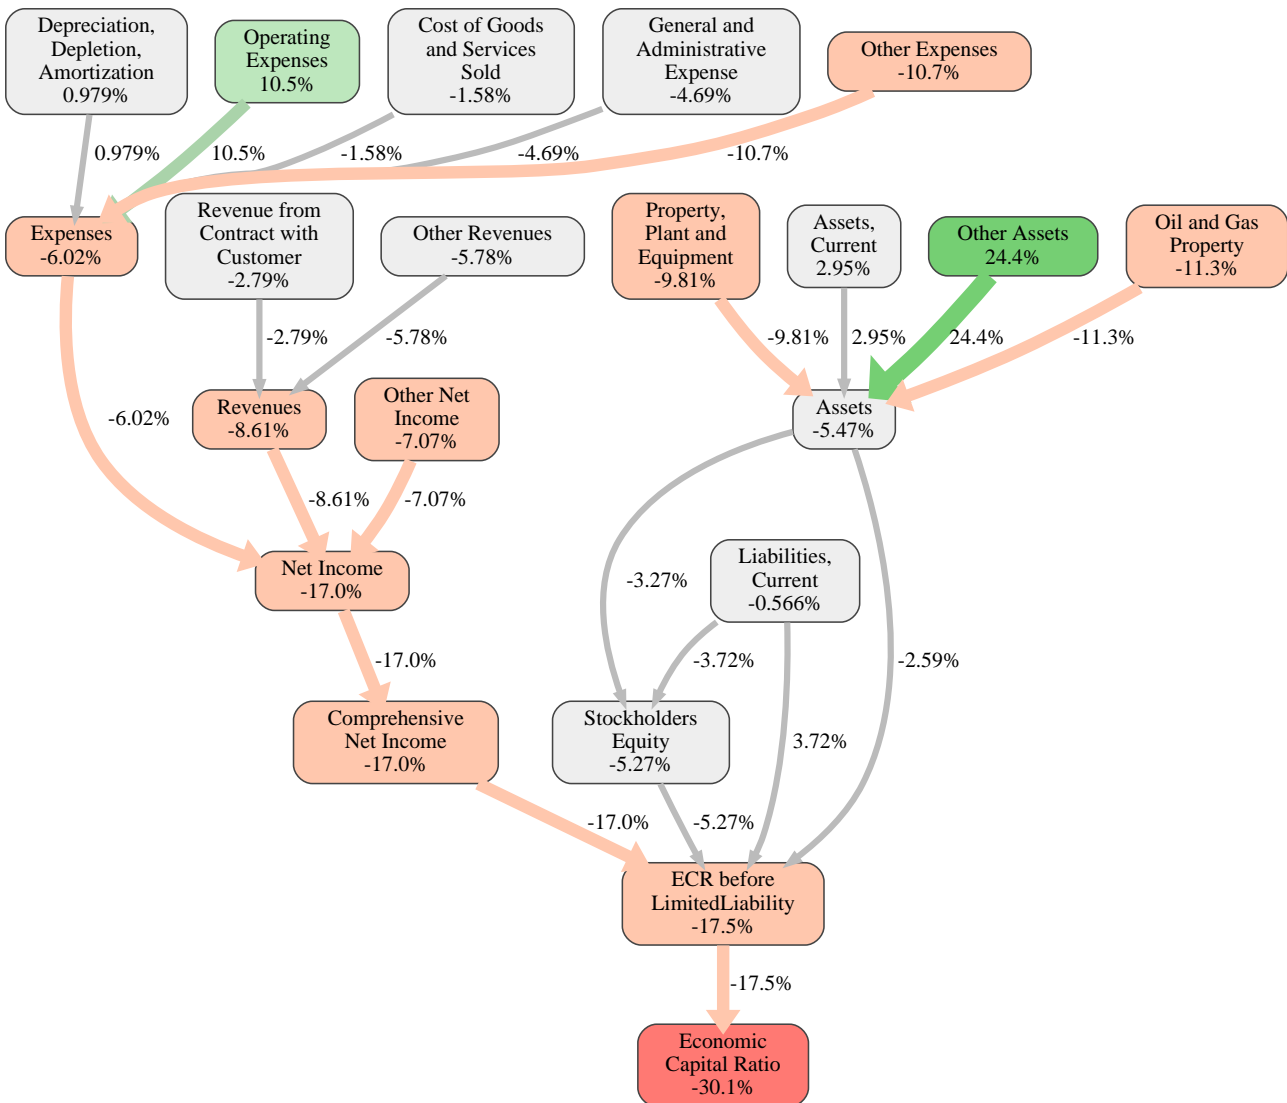 Depreciation,
Depletion,
Amortization
0.979%
Operating
Expenses
10.5%
Cost of Goods
and Services
Sold
-1.58%
General and
Administrative
Expense
-4.69%
Other Expenses
-10.7%
0.979%
10.5%
-1.58%
-4.69%
-10.7%
Expenses
-6.02%
Revenue from
Contract with
Customer
-2.79%
Other Revenues
-5.78%
Property,
Plant and
Equipment
-9.81%
Assets,
Current
2.95%
Other Assets
24.4%
Oil and Gas
Property
-11.3%
-2.79%
-5.78%
-9.81%
2.95%
24.4%
-11.3%
-6.02%
Revenues
-8.61%
Other Net
Income
-7.07%
Assets
-5.47%
-8.61%
-7.07%
Net Income
-17.0%
-3.27%
Liabilities,
Current
-0.566%
-17.0%
-3.72%
-2.59%
Comprehensive
Net Income
-17.0%
Stockholders
Equity
-5.27%
3.72%
-17.0%
-5.27%
ECR before
LimitedLiability
-17.5%
-17.5%
Economic
Capital Ratio
-30.1%